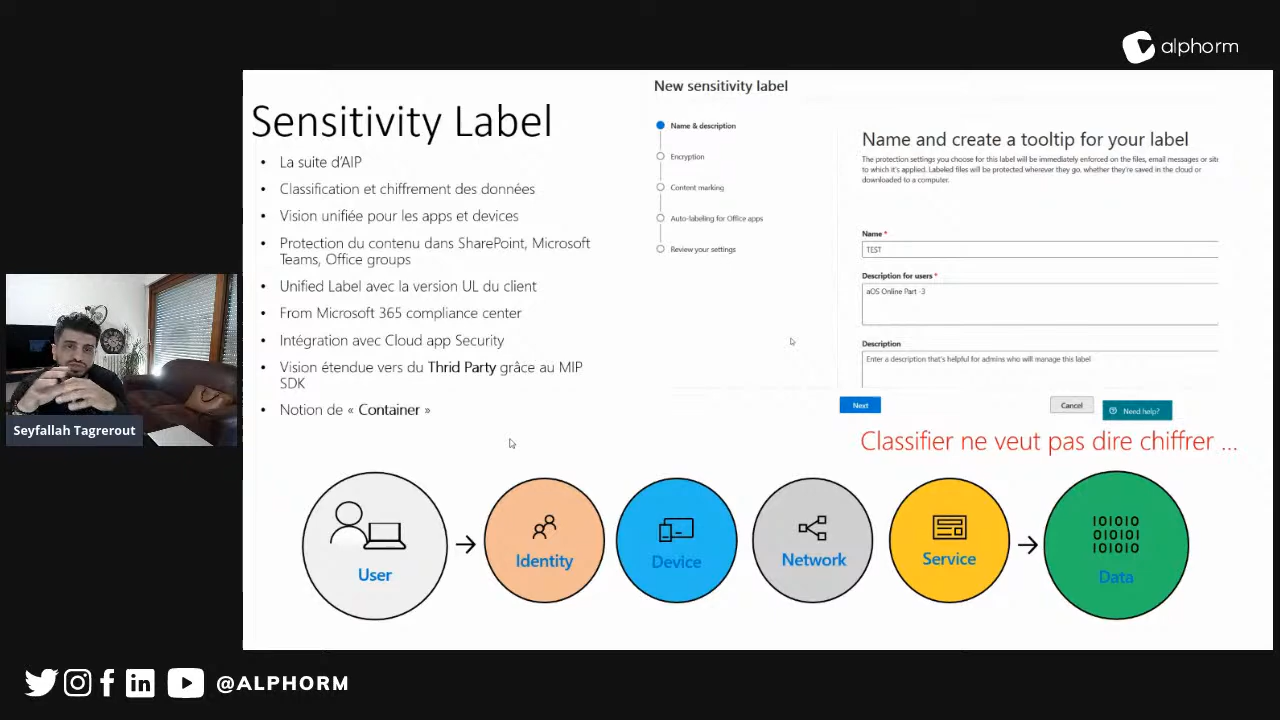 alphorm
Sensitivity Label
• La suite d'AIP
• Classification et chiffrement des données
• Vision unifiée pour les apps et devices
• Protection du contenu dans SharePoint, Microsoft
Teams, Office groups
• Unified Label avec la version UL du client
• From Microsoft 365 compliance center
• Intégration avec Cloud app Security
• Vision étendue vers du Thrid Party grâce au MIP
SDK
• Notion de « Container »
New sensitivity label
Name & description
Encryption
Content marking
Auto-labeling for Office apps
Review your settings
Name and create a tooltip for your label
The protection settings you choose for this label will be immediately enforced on the files, email messages or site
to which it's applied. Labeled files will be protected wherever they go, whether they're saved in the cloud or
downloaded to a computer.
Name *
TEST
Description for users *
aOS Online Part -3
Description
Enter a description that's helpful for admins who will manage this label
Next
Cancel
Need help?
Classifier ne veut pas dire chiffrer ...
Seyfallah Tagrerout
User
Identity
Device
Network
Service
IOIOIO
OIOIOI
IOIOIO
Data
@ALPHORM